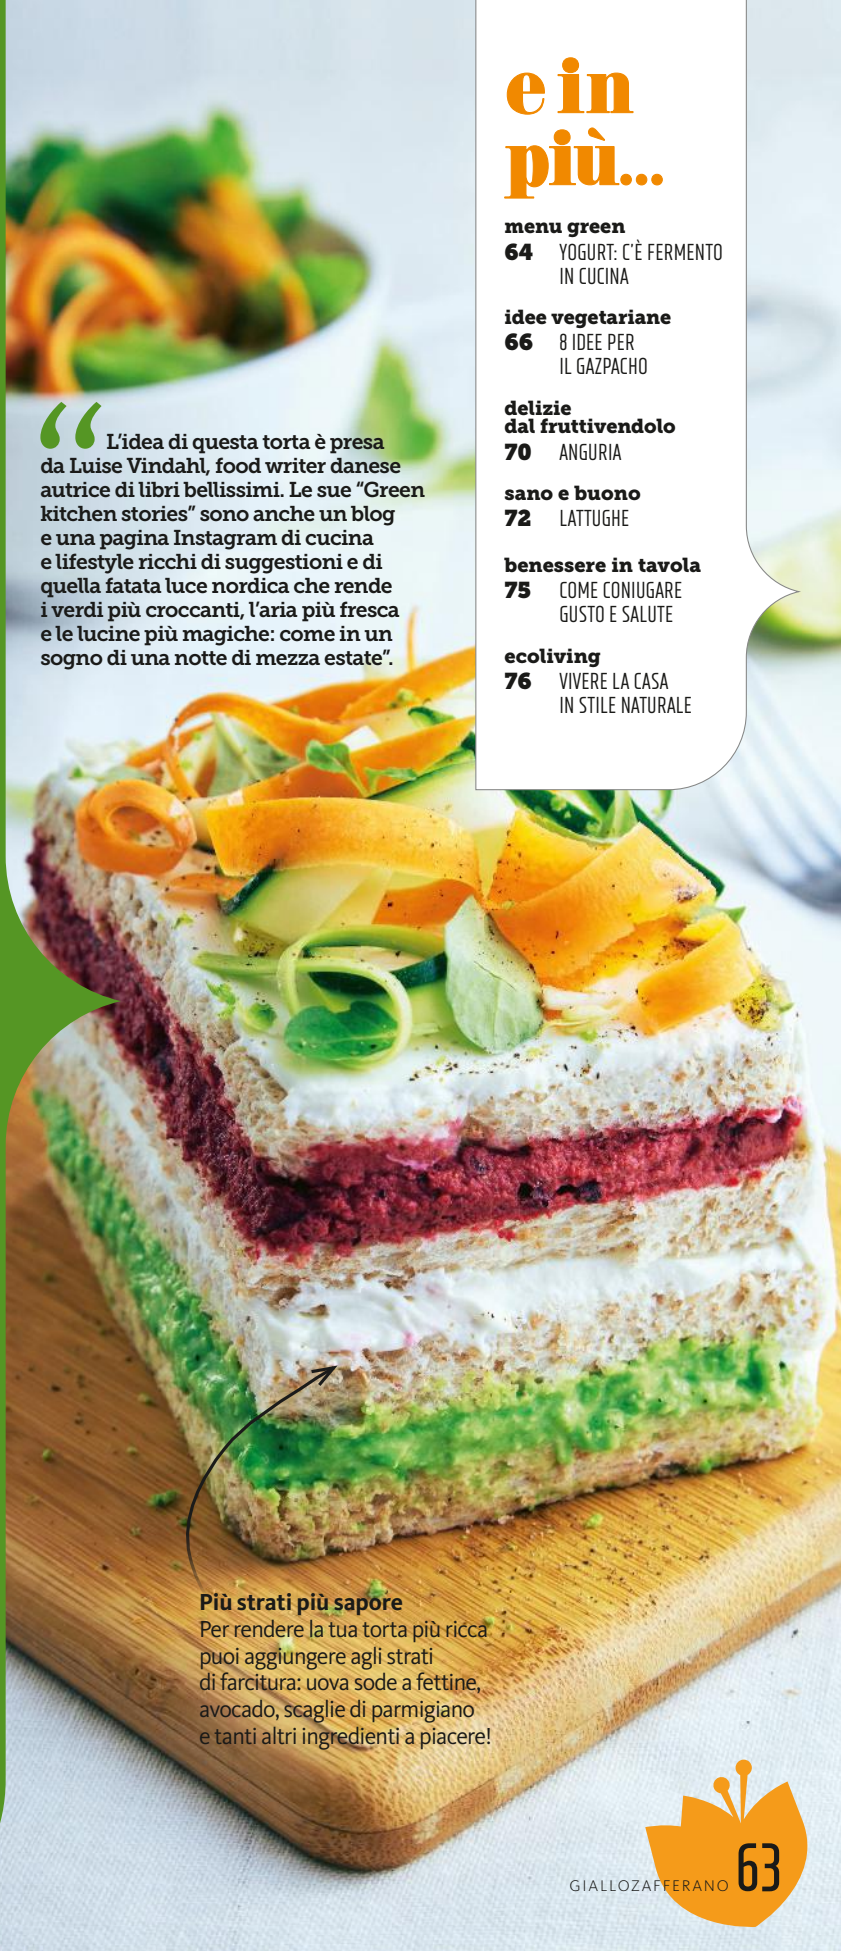 e in
più...
menu green
64 YOGURT: C'È FERMENTO
IN CUCINA
idee vegetariane
66 8 IDEE PER
IL GAZPACHO
delizie
dal fruttivendolo
70 ANGURIA
sano e buono
72 LATTUGHE
benessere in tavola
75 COME CONIUGARE
GUSTO E SALUTE
ecoliving
76 VIVERE LA CASA
IN STILE NATURALE
“ L'idea di questa torta è presa
da Luise Vindahl, food writer danese
autrice di libri bellissimi. Le sue “Green
kitchen stories” sono anche un blog
e una pagina Instagram di cucina
e lifestyle ricchi di suggestioni e di
quella fatata luce nordica che rende
i verdi più croccanti, l'aria più fresca
e le lucine più magiche: come in un
sogno di una notte di mezza estate”.
Più strati più sapore
Per rendere la tua torta più ricca
puoi aggiungere agli strati
di farcitura: uova sode a fettine,
avocado, scaglie di parmigiano
e tanti altri ingredienti a piacere!
GIALLOZAFFERANO 63